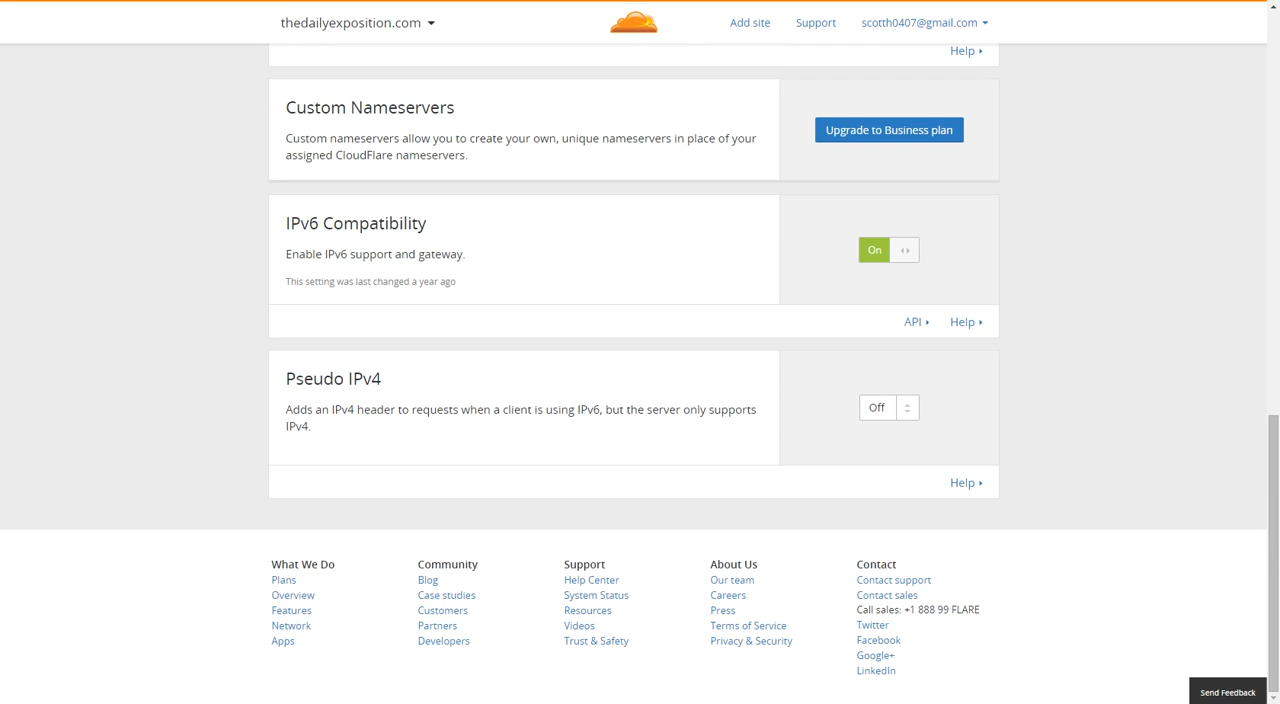 thedailyexposition.com
Add site
Support
scotth0407@gmail.com
Help
Custom Nameservers
Custom nameservers allow you to create your own, unique nameservers in place of your
assigned CloudFlare nameservers.
Upgrade to Business plan
IPv6 Compatibility
Enable IPv6 support and gateway.
This setting was last changed a year ago
On
API
Help
Pseudo IPv4
Adds an IPv4 header to requests when a client is using IPv6, but the server only supports
IPv4.
Off
Help
What We Do
Plans
Overview
Features
Network
Apps
Community
Blog
Case studies
Customers
Partners
Developers
Support
Help Center
System Status
Resources
Videos
Trust & Safety
About Us
Our team
Careers
Press
Terms of Service
Privacy & Security
Contact
Contact support
Contact sales
Call sales: +1 888 99 FLARE
Twitter
Facebook
Google+
LinkedIn
Send Feedback